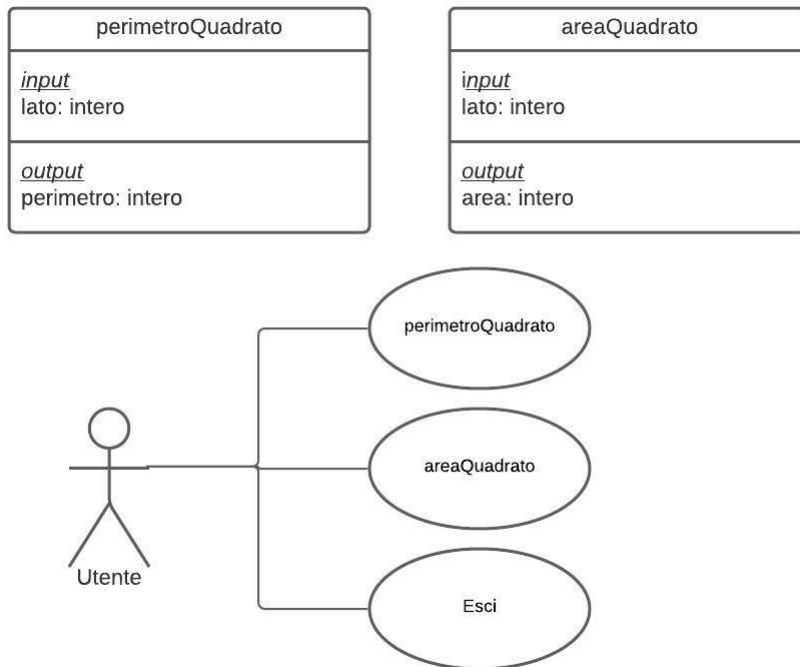 perimetroQuadrato
input
lato: intero
output
perimetro: intero
areaQuadrato
input
lato: intero
output
area: intero
perimetroQuadrato
areaQuadrato
Esci
Utente